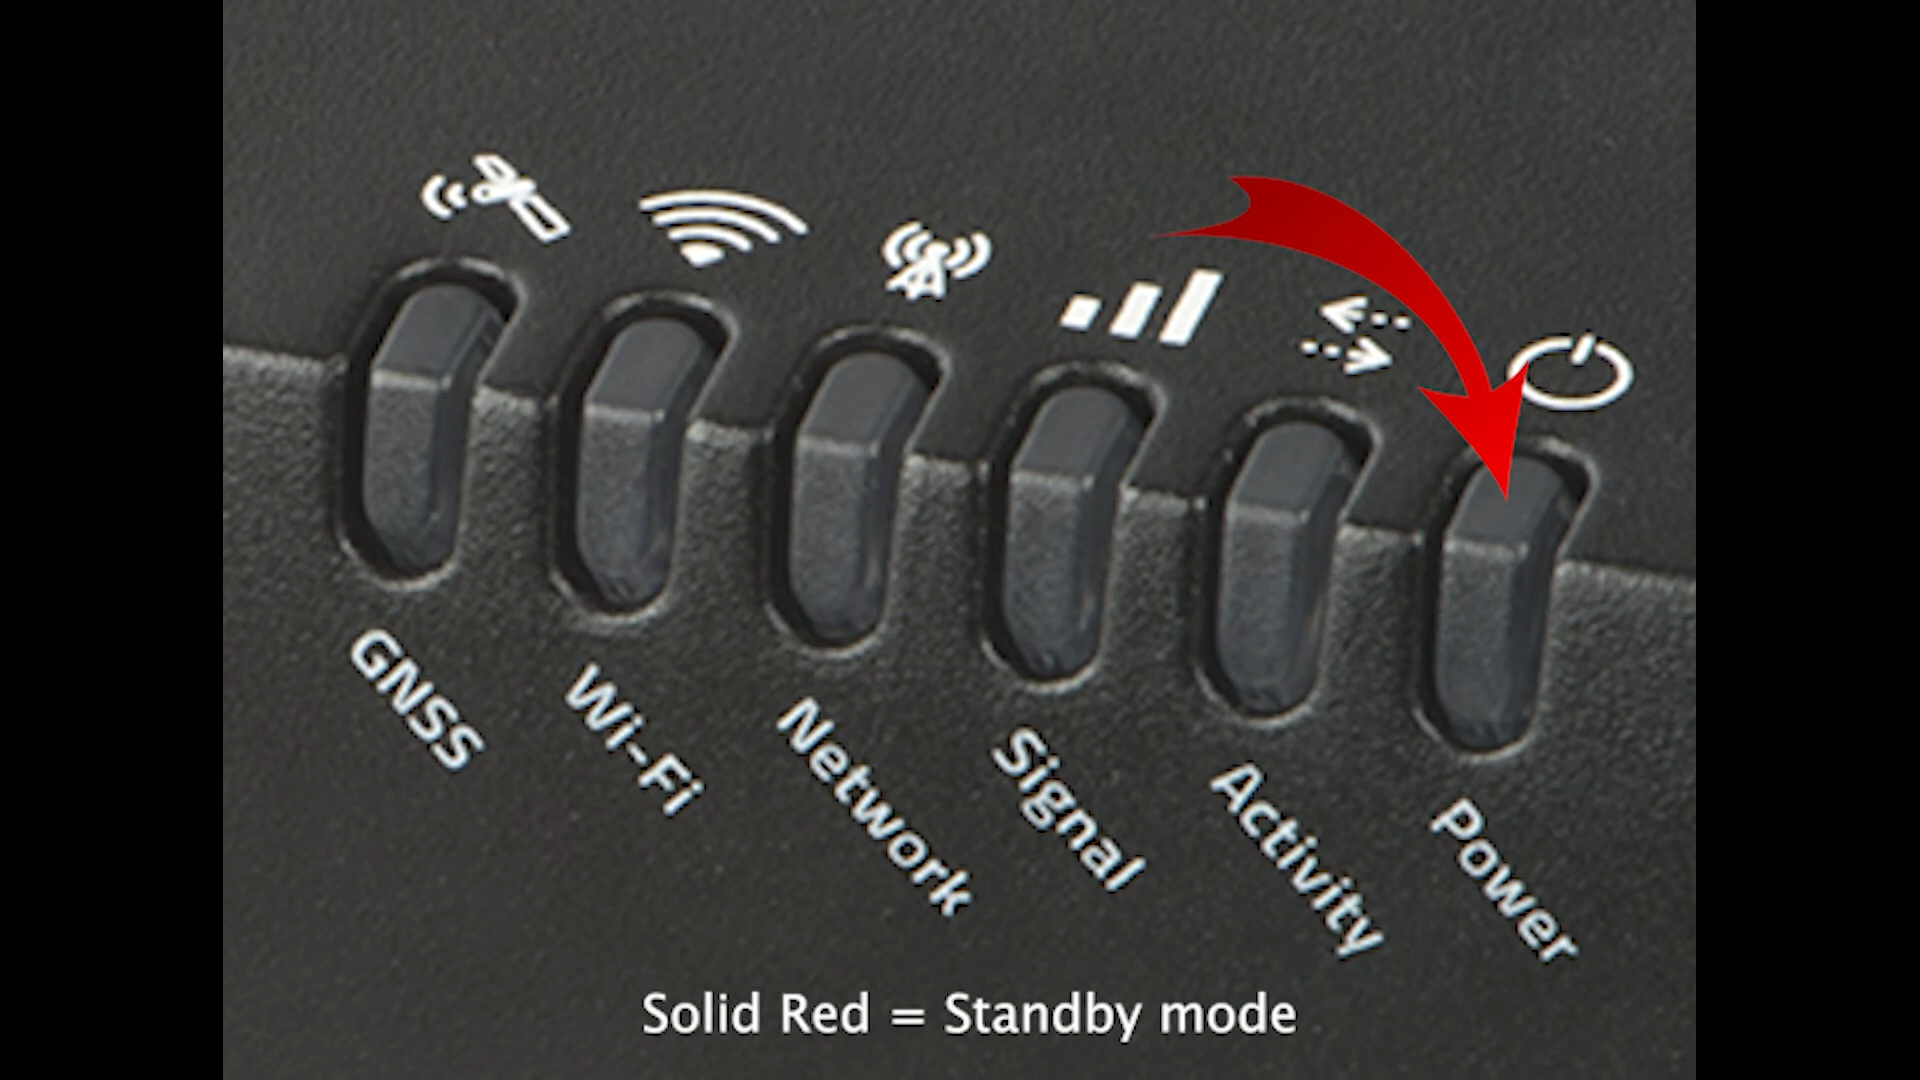 GNSS
Wi-Fi
Network
Signal
Activity
Power
Solid Red = Standby mode